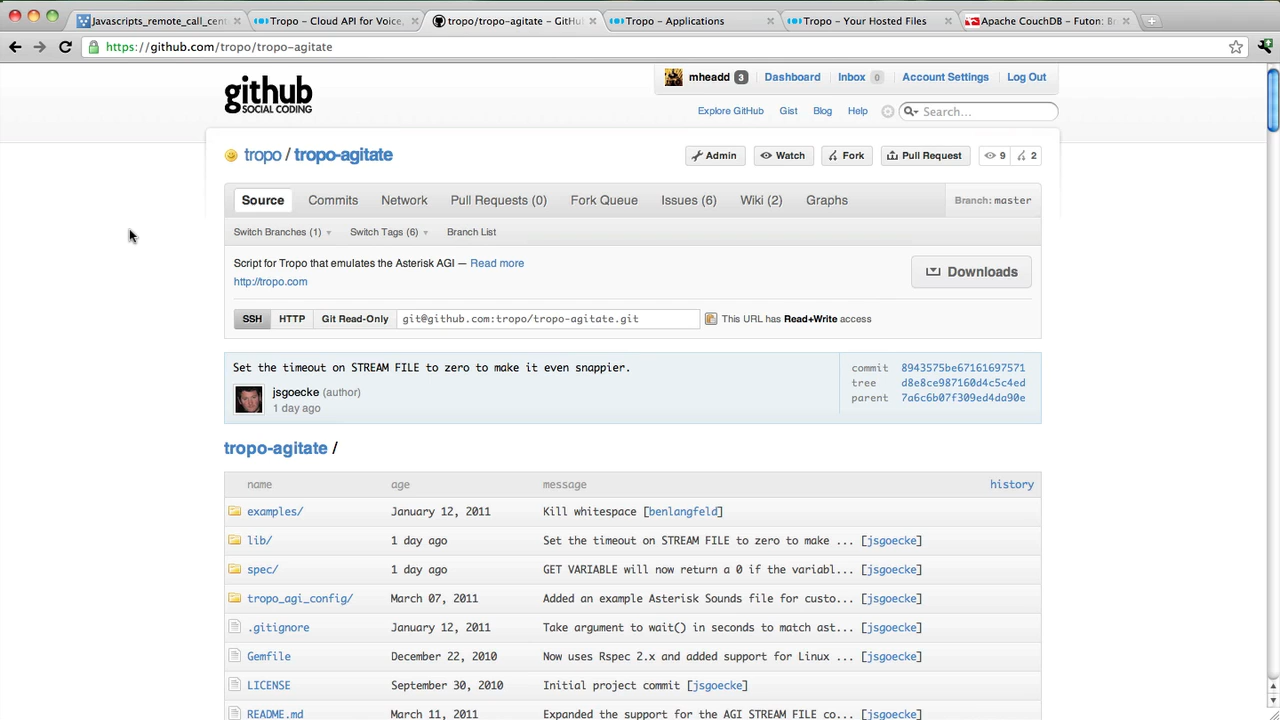 Javascripts_remote_call_cent
Tropo - Cloud API for Voice,
tropo/tropo-agitate - GitHu
Tropo - Applications
Tropo - Your Hosted Files
Apache CouchDB - Futon: B
https://github.com/tropo/tropo-agitate
github
SOCIAL CODING
mheadd 3 Dashboard Inbox 0 Account Settings Log Out
Explore GitHub Gist Blog Help Search...
tropo / tropo-agitate
Admin Watch Fork Pull Request 9 2
Source Commits Network Pull Requests (0) Fork Queue Issues (6) Wiki (2) Graphs Branch: master
Switch Branches (1) Switch Tags (6) Branch List
Script for Tropo that emulates the Asterisk AGI — Read more
http://tropo.com
Downloads
SSH HTTP Git Read-Only git@github.com:tropo/tropo-agitate.git This URL has Read+Write access
Set the timeout on STREAM FILE to zero to make it even snappier.
jsgoecke (author)
1 day ago
commit 8943575be67161697571
tree d8e8ce987160d4c5c4ed
parent 7a6c6b07f309ed4da90e
tropo-agitate /
name age message history
examples/ January 12, 2011 Kill whitespace [benlangfeld]
lib/ 1 day ago Set the timeout on STREAM FILE to zero to make ... [jsgoecke]
spec/ 1 day ago GET VARIABLE will now return a 0 if the variabl... [jsgoecke]
tropo_agi_config/ March 07, 2011 Added an example Asterisk Sounds file for custo... [jsgoecke]
.gitignore January 12, 2011 Take argument to wait() in seconds to match ast... [jsgoecke]
Gemfile December 22, 2010 Now uses Rspec 2.x and added support for Linux ... [jsgoecke]
LICENSE September 30, 2010 Initial project commit [jsgoecke]
README.md March 11, 2011 Expanded the support for the AGI STREAM FILE co... [jsgoecke]